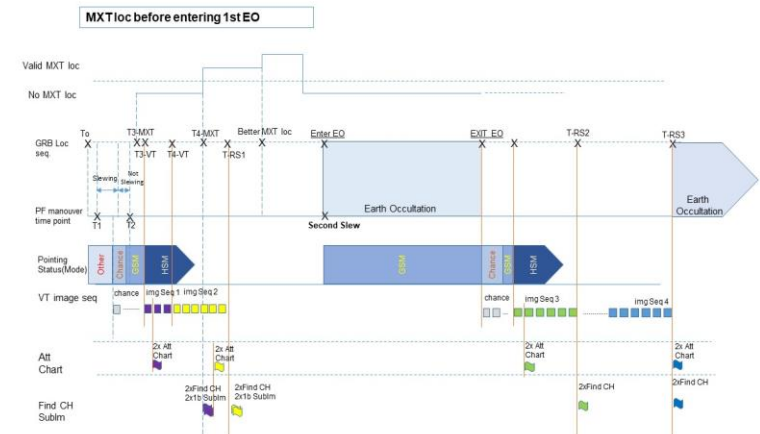 MXT loc before entering 1st EO
Valid MXT loc
No MXT loc
To
T3-MXT
T4-MXT
Better MXT loc
Enter EO
EXIT EO
T-RS2
T-RS3
GRB Loc
seq.
T3-VT
T4-VT
T-RS1
Slewing
Not
Slewing
Earth Occultation
Earth
Occultation
PF manouver
time point
T1
T2
Second Slew
Pointing
Status(Mode)
Other
Chance
GSM
HSM
GSM
Chance
GSM
HSM
VT image seq
chance
img Seq 1
img Seq 2
chance
img Seq 3
img Seq 4
Att
Chart
2x Att
Chart
2x Att
Chart
2x Att
Chart
2x Att
Chart
Find CH
SubIm
2xFind CH
2x1b SubIm
2xFind CH
2x1b SubIm
2xFind CH
2xFind CH